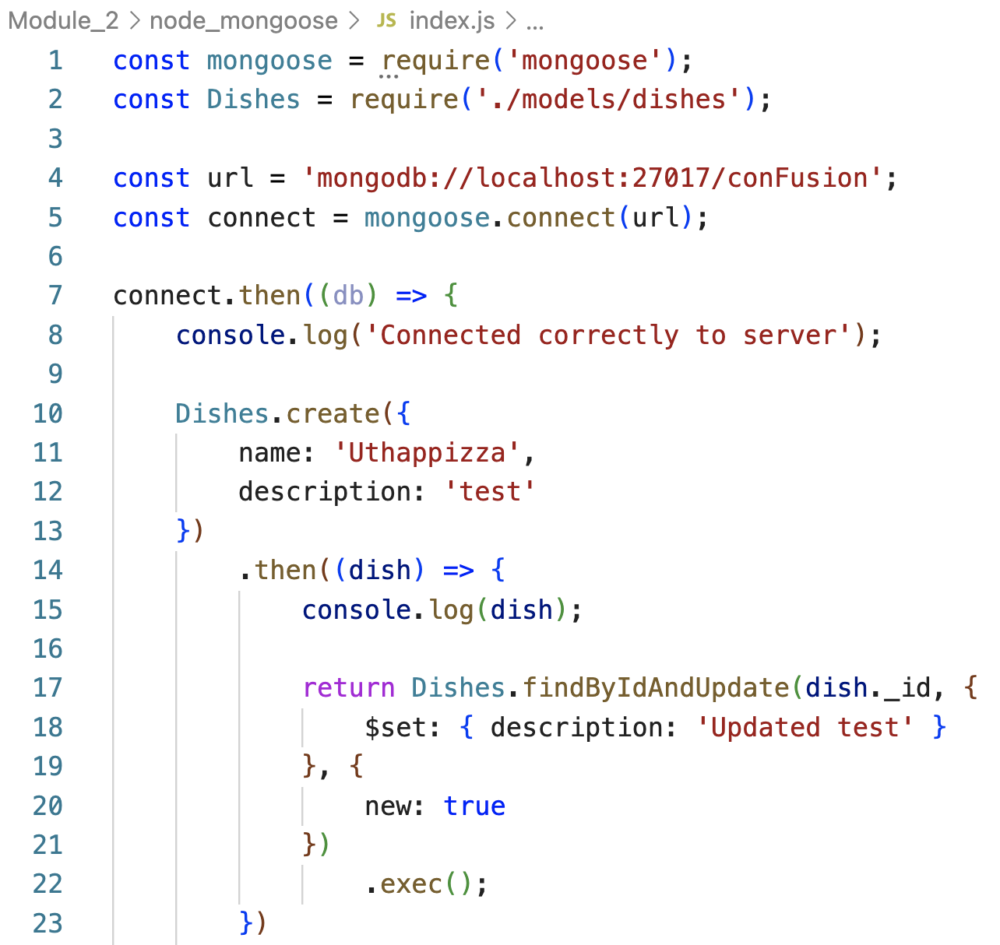 Module_2 > node_mongoose > JS index.js > ...
1 const mongoose = require('mongoose');
2 const Dishes = require('./models/dishes');
3
4 const url = 'mongodb://localhost:27017/conFusion';
5 const connect = mongoose.connect(url);
6
7 connect.then((db) => {
8     console.log('Connected correctly to server');
9
10     Dishes.create({
11         name: 'Uthappizza',
12         description: 'test'
13     })
14         .then((dish) => {
15             console.log(dish);
16
17             return Dishes.findByIdAndUpdate(dish._id, {
18                 $set: { description: 'Updated test' }
19             }, {
20                 new: true
21             })
22                 .exec();
23         })